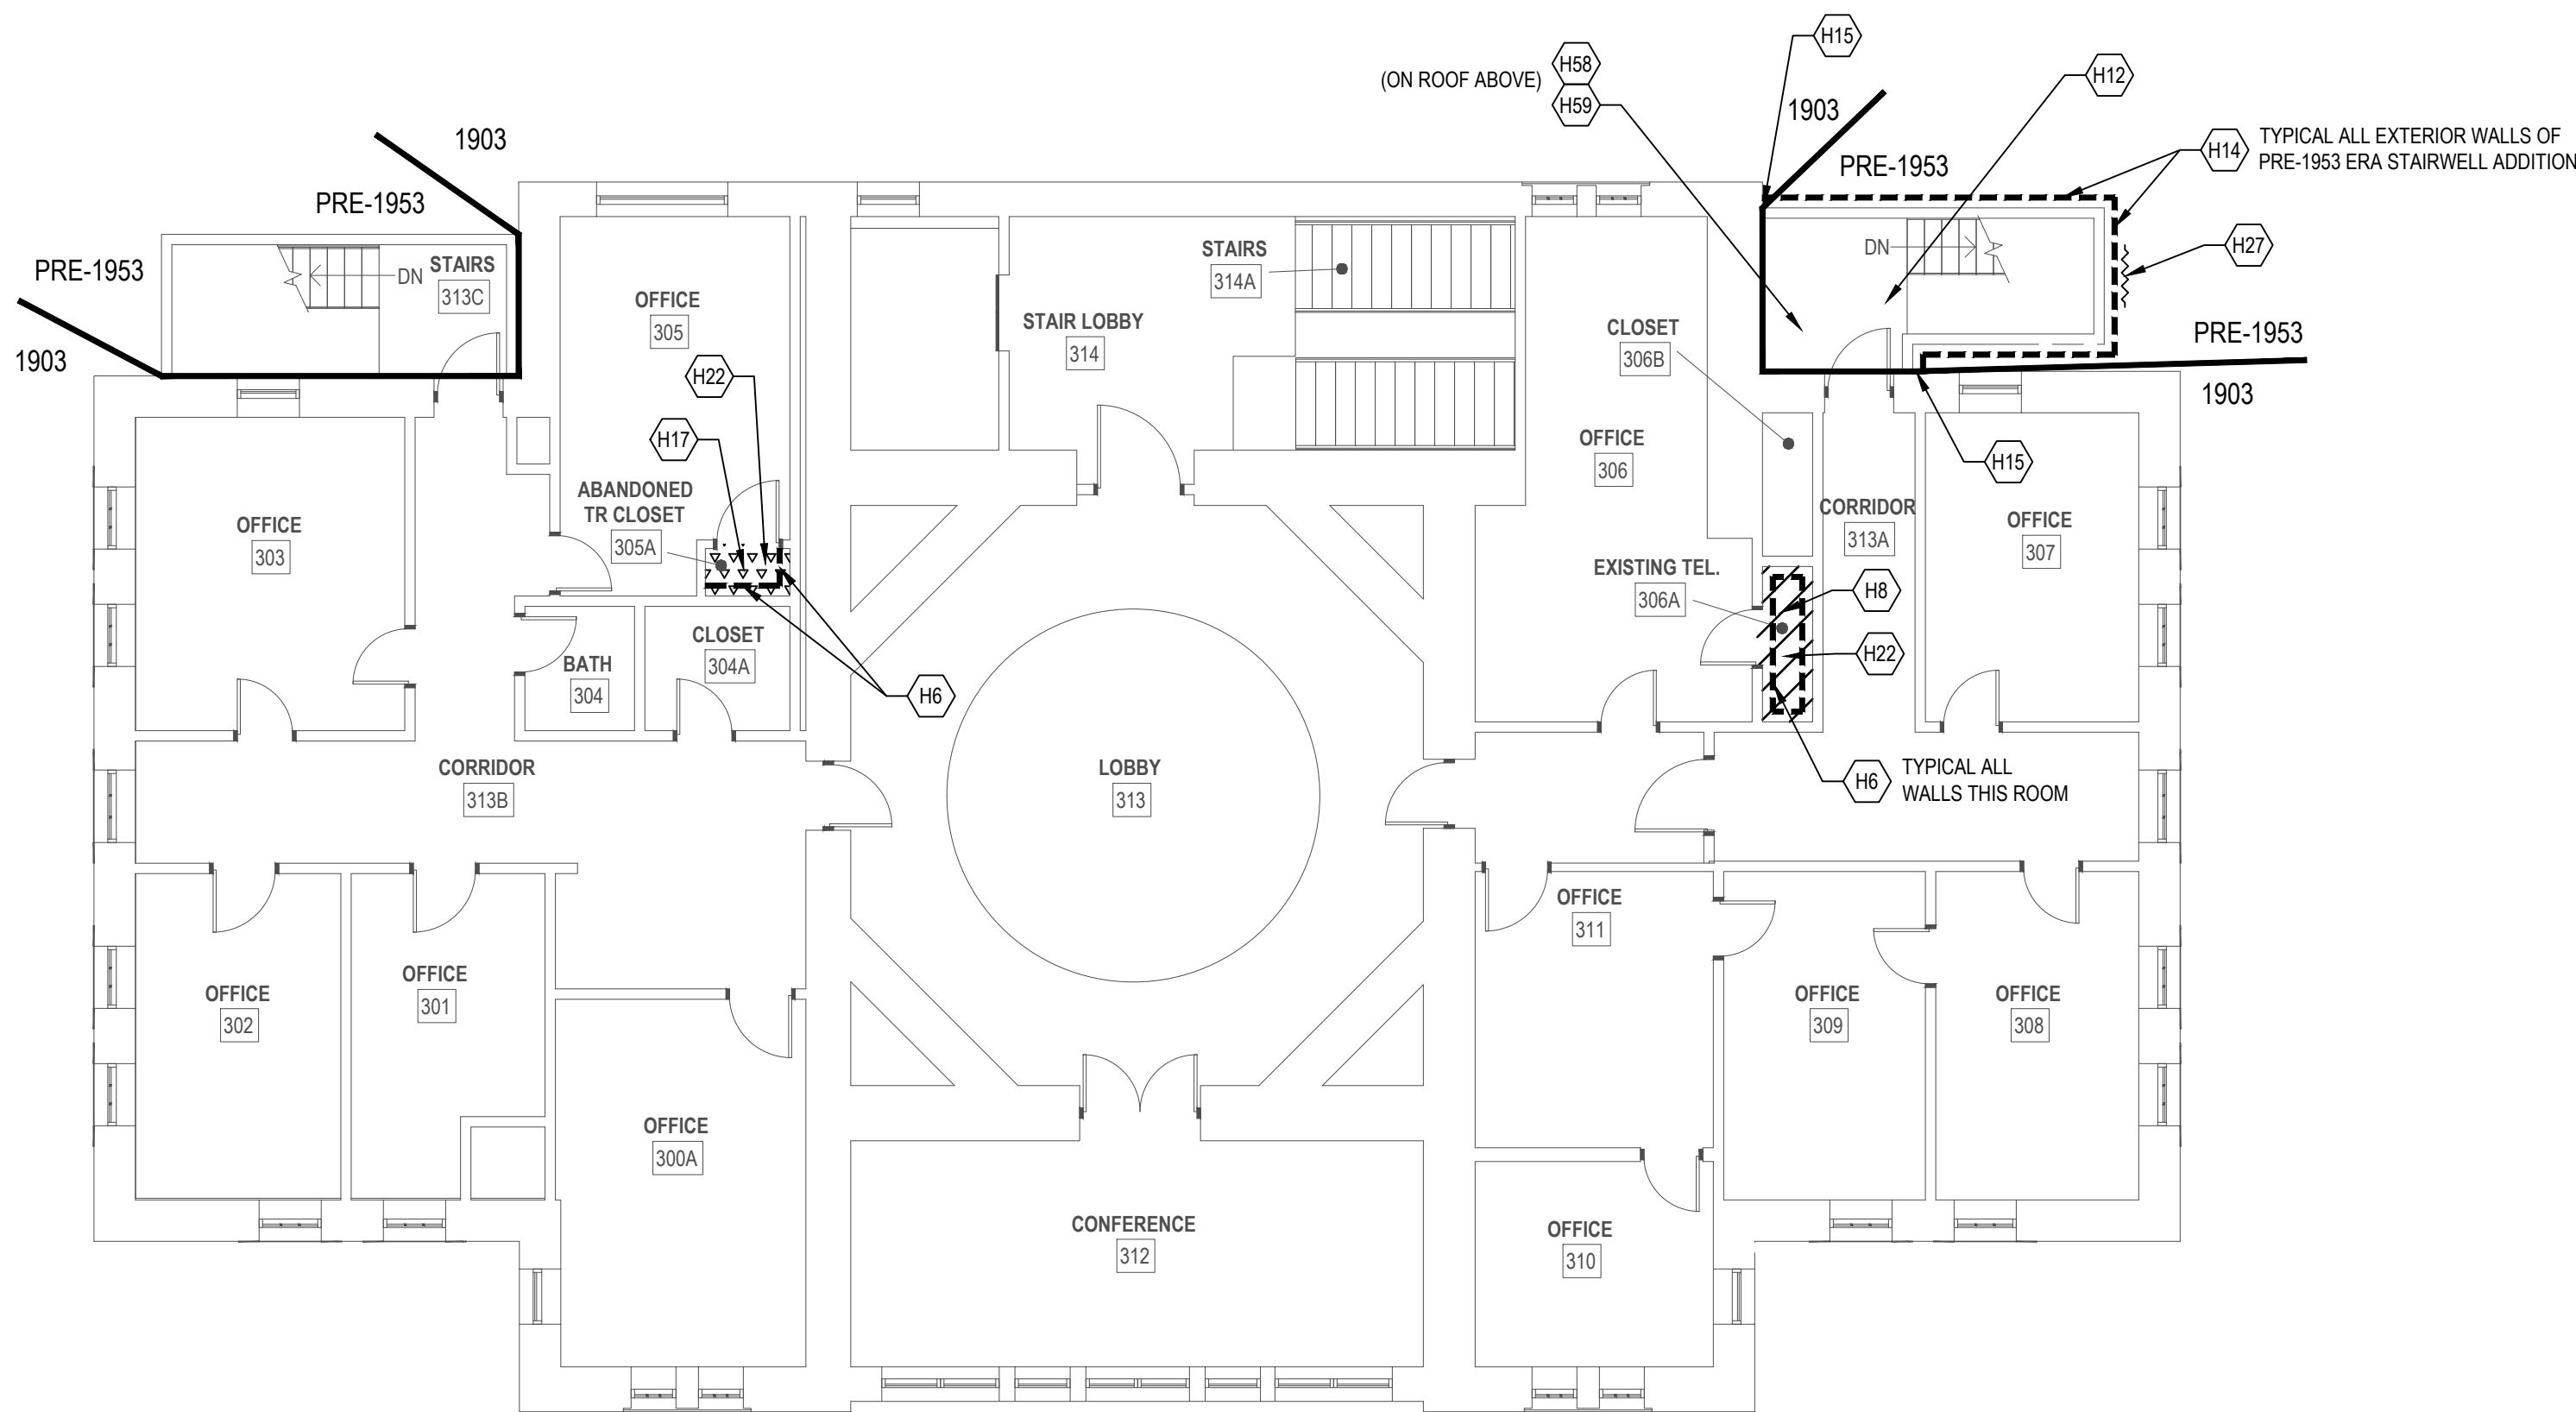 H15
H58
(ON ROOF ABOVE)
H59
H12
1903
1903
PRE-1953
H14
TYPICAL ALL EXTERIOR WALLS OF
PRE-1953 ERA STAIRWELL ADDITION
PRE-1953
PRE-1953
1903
STAIRS
313C
DN
OFFICE
305
STAIRS
314A
STAIR LOBBY
314
CLOSET
306B
DN
H27
PRE-1953
1903
H22
H17
ABANDONED
TR CLOSET
305A
OFFICE
306
H15
CORRIDOR
313A
OFFICE
307
OFFICE
303
EXISTING TEL.
306A
H8
H22
BATH
304
CLOSET
304A
H6
H6
TYPICAL ALL
WALLS THIS ROOM
CORRIDOR
313B
LOBBY
313
OFFICE
311
OFFICE
302
OFFICE
301
OFFICE
309
OFFICE
308
OFFICE
300A
CONFERENCE
312
OFFICE
310